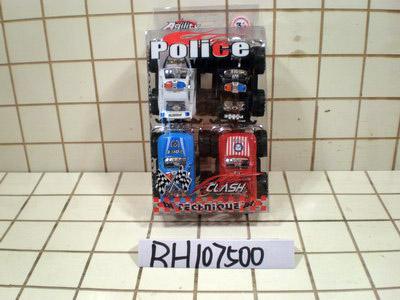 Agility
Police
CLASH
TECHNIQUE
RH107500